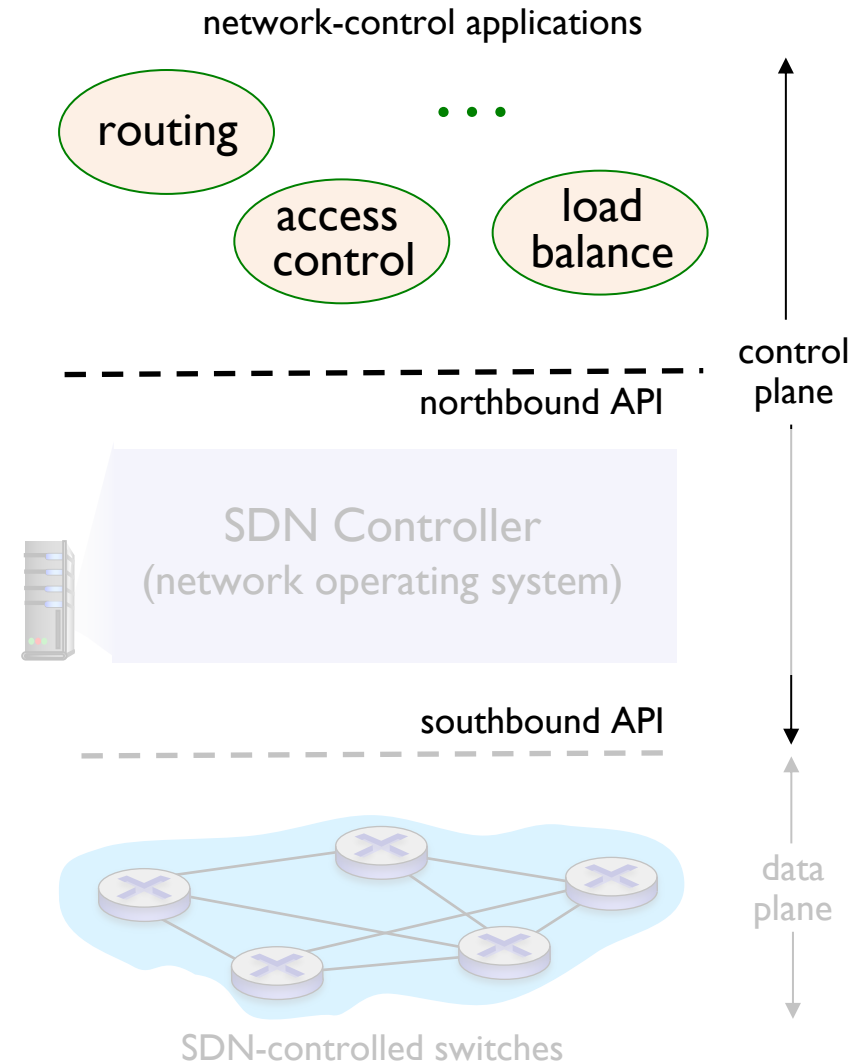 network-control applications
routing
...
access
control
load
balance
control
plane
northbound API
SDN Controller
(network operating system)
southbound API
data
plane
SDN-controlled switches